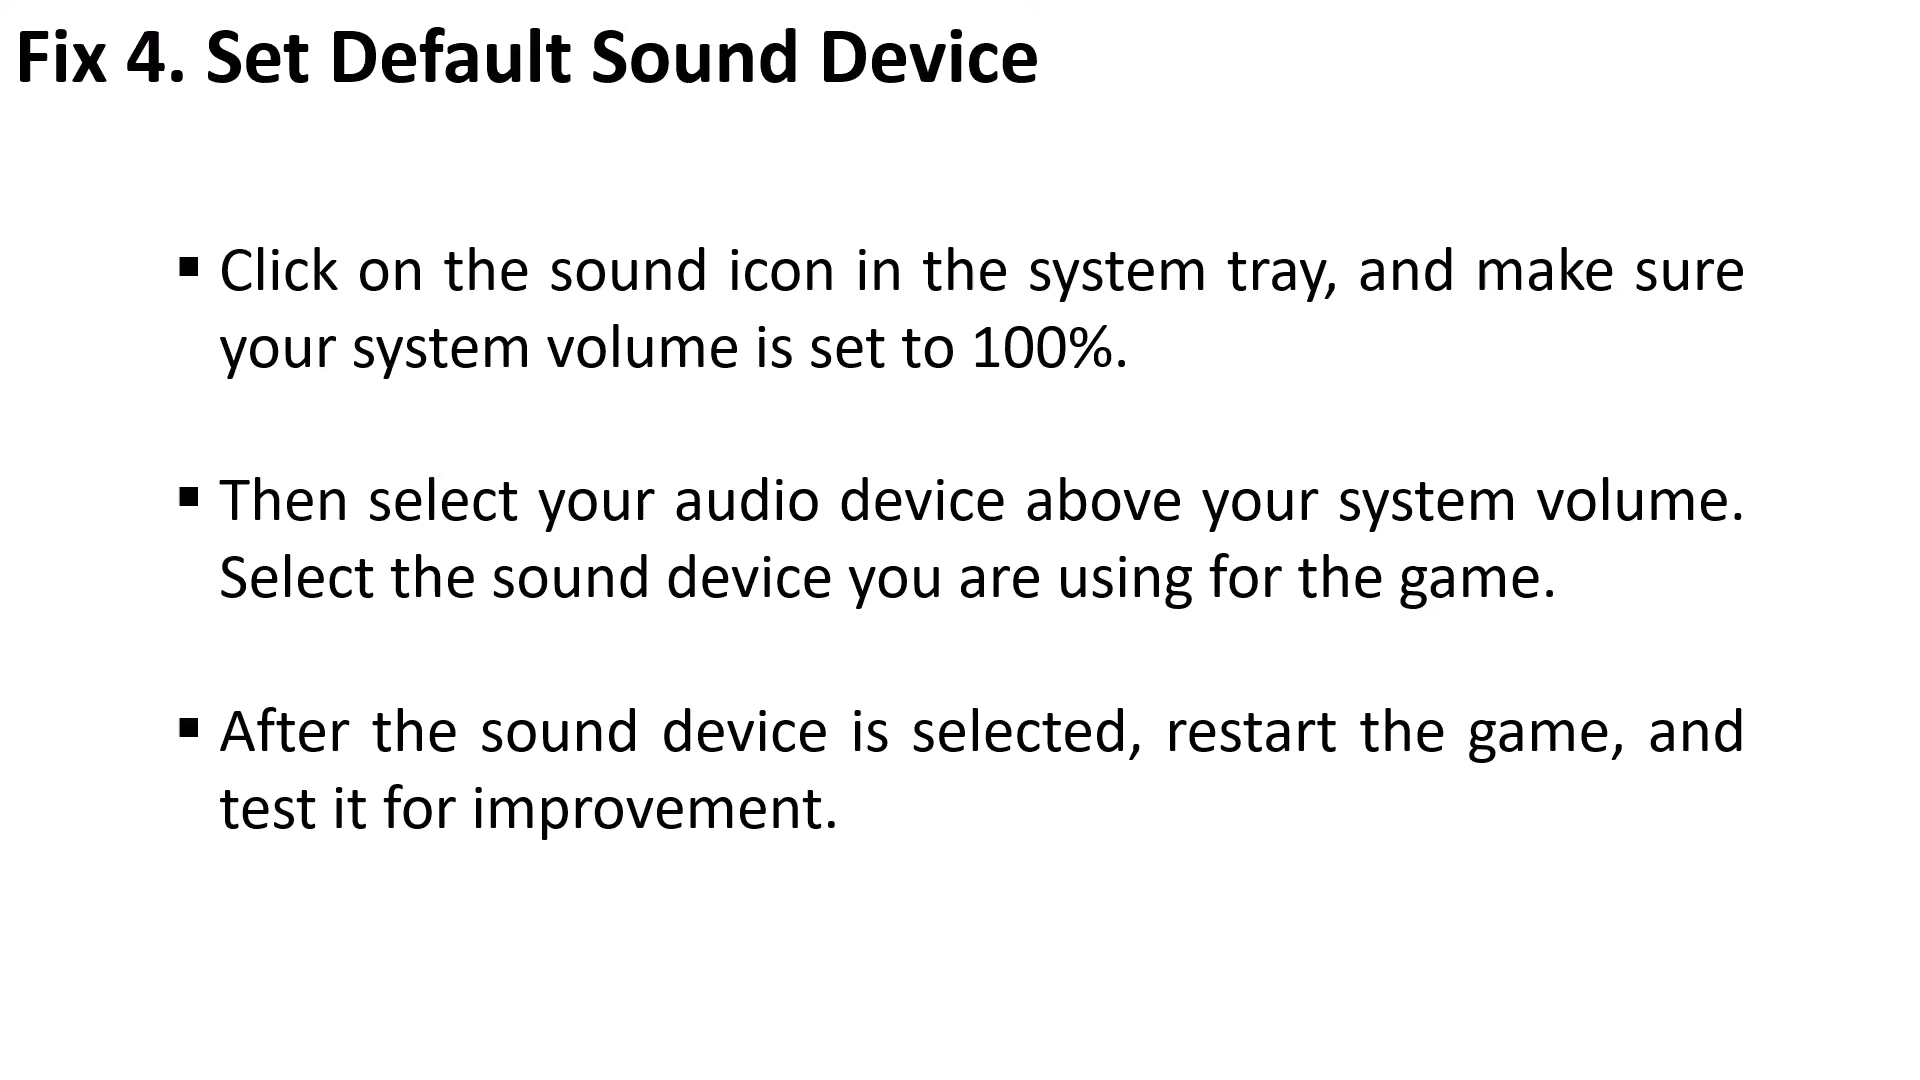 Fix 4. Set Default Sound Device
▪ Click on the sound icon in the system tray, and make sure
your system volume is set to 100%.
▪ Then select your audio device above your system volume.
Select the sound device you are using for the game.
▪ After the sound device is selected, restart the game, and
test it for improvement.